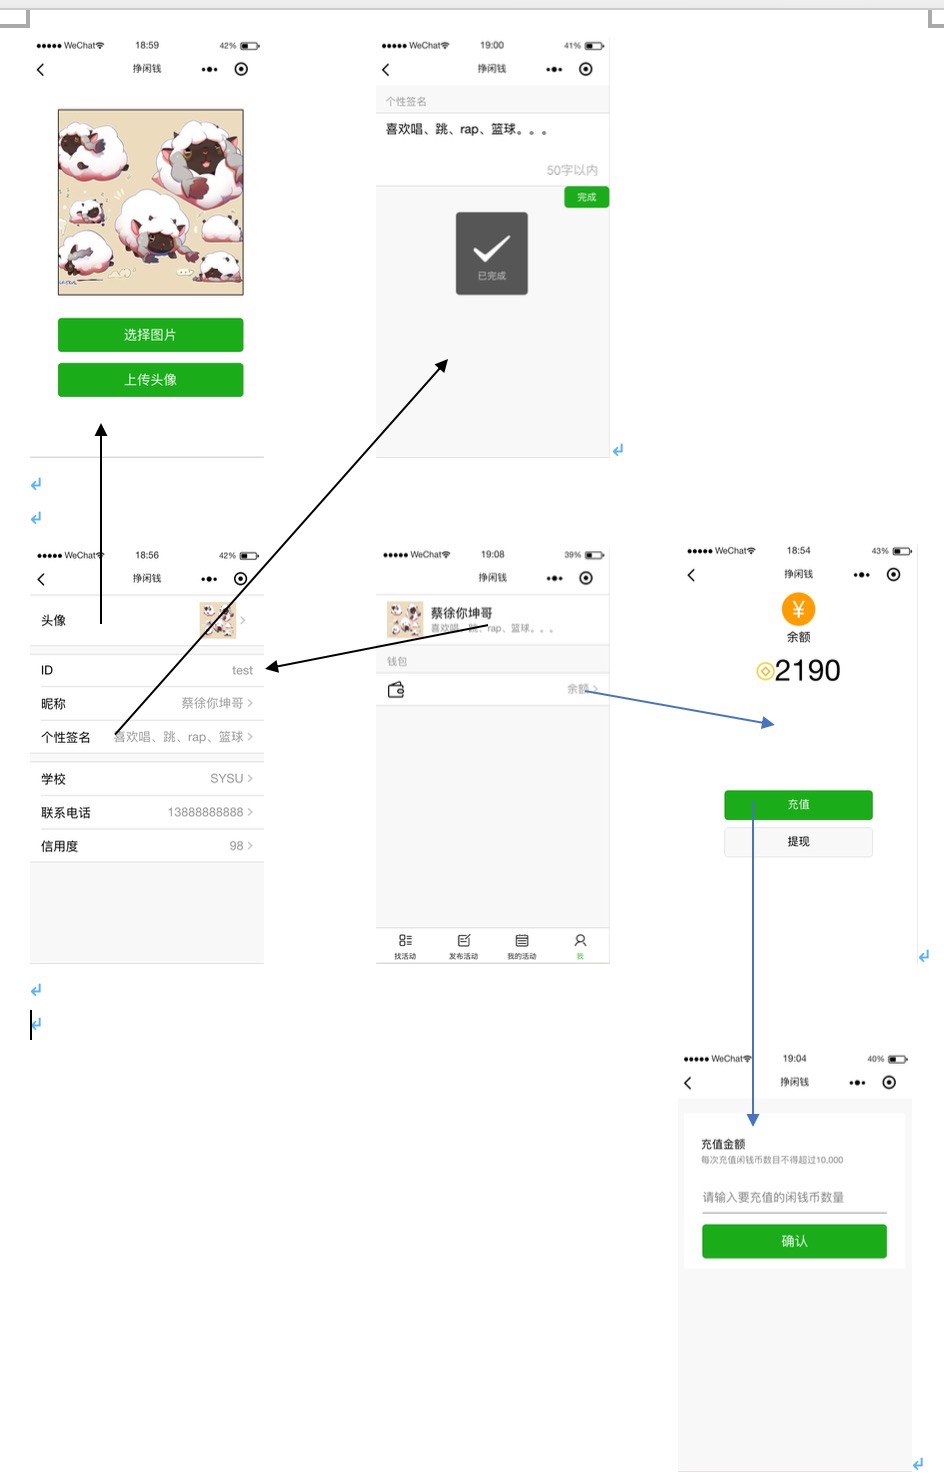 WeChat 18:59 42%
挣闲钱
选择图片
上传头像
WeChat 19:00 41%
挣闲钱
个性签名
喜欢唱、跳、rap、篮球。。。
50字以内
完成
已完成
WeChat 18:56 42%
挣闲钱
头像
ID test
昵称 蔡徐你坤哥
个性签名 喜欢唱、跳、rap、篮球
学校 SYSU
联系电话 13888888888
信用度 98
WeChat 19:08 39%
挣闲钱
蔡徐你坤哥
喜欢唱、跳、rap、篮球。。。
钱包
余额
找活动 发布活动 我的活动 我
WeChat 18:54 43%
挣闲钱
余额
2190
充值
提现
WeChat 19:04 40%
挣闲钱
充值金额
每次充值闲钱币数目不得超过10,000
请输入要充值的闲钱币数量
确认